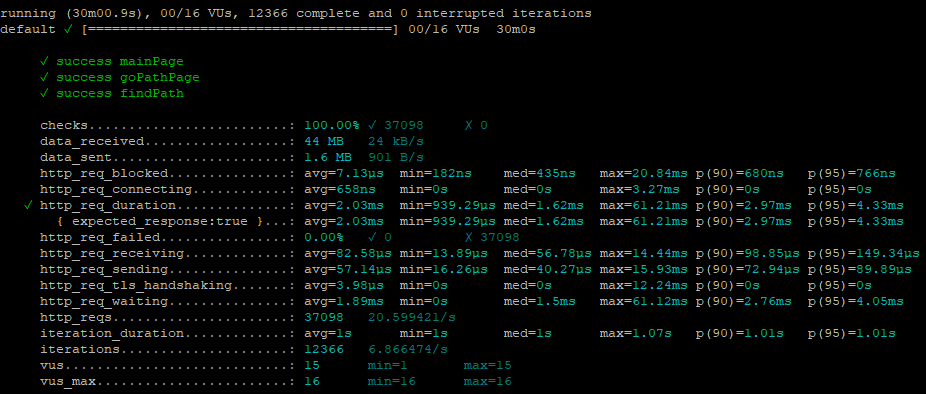 running (30m00.9s), 00/16 VUs, 12366 complete and 0 interrupted iterations
default ✓ [======================================] 00/16 VUs  30m0s

     ✓ success mainPage
     ✓ success goPathPage
     ✓ success findPath

     checks.........................: 100.00% ✓ 37098     ✗ 0
     data_received..................: 44 MB   24 kB/s
     data_sent......................: 1.6 MB  901 B/s
     http_req_blocked...............: avg=7.13µs  min=182ns    med=435ns   max=20.84ms p(90)=680ns   p(95)=766ns
     http_req_connecting............: avg=658ns   min=0s       med=0s      max=3.27ms  p(90)=0s      p(95)=0s
   ✓ http_req_duration..............: avg=2.03ms  min=939.29µs med=1.62ms  max=61.21ms p(90)=2.97ms  p(95)=4.33ms
       { expected_response:true }...: avg=2.03ms  min=939.29µs med=1.62ms  max=61.21ms p(90)=2.97ms  p(95)=4.33ms
     http_req_failed................: 0.00%   ✓ 0         ✗ 37098
     http_req_receiving.............: avg=82.58µs min=13.89µs  med=56.78µs max=14.44ms p(90)=98.85µs p(95)=149.34µs
     http_req_sending...............: avg=57.14µs min=16.26µs  med=40.27µs max=15.93ms p(90)=72.94µs p(95)=89.89µs
     http_req_tls_handshaking.......: avg=3.98µs  min=0s       med=0s      max=12.24ms p(90)=0s      p(95)=0s
     http_req_waiting...............: avg=1.89ms  min=0s       med=1.5ms   max=61.12ms p(90)=2.76ms  p(95)=4.05ms
     http_reqs......................: 37098   20.599421/s
     iteration_duration.............: avg=1s      min=1s       med=1s      max=1.07s   p(90)=1.01s   p(95)=1.01s
     iterations.....................: 12366   6.866474/s
     vus............................: 15      min=1       max=15
     vus_max........................: 16      min=16      max=16